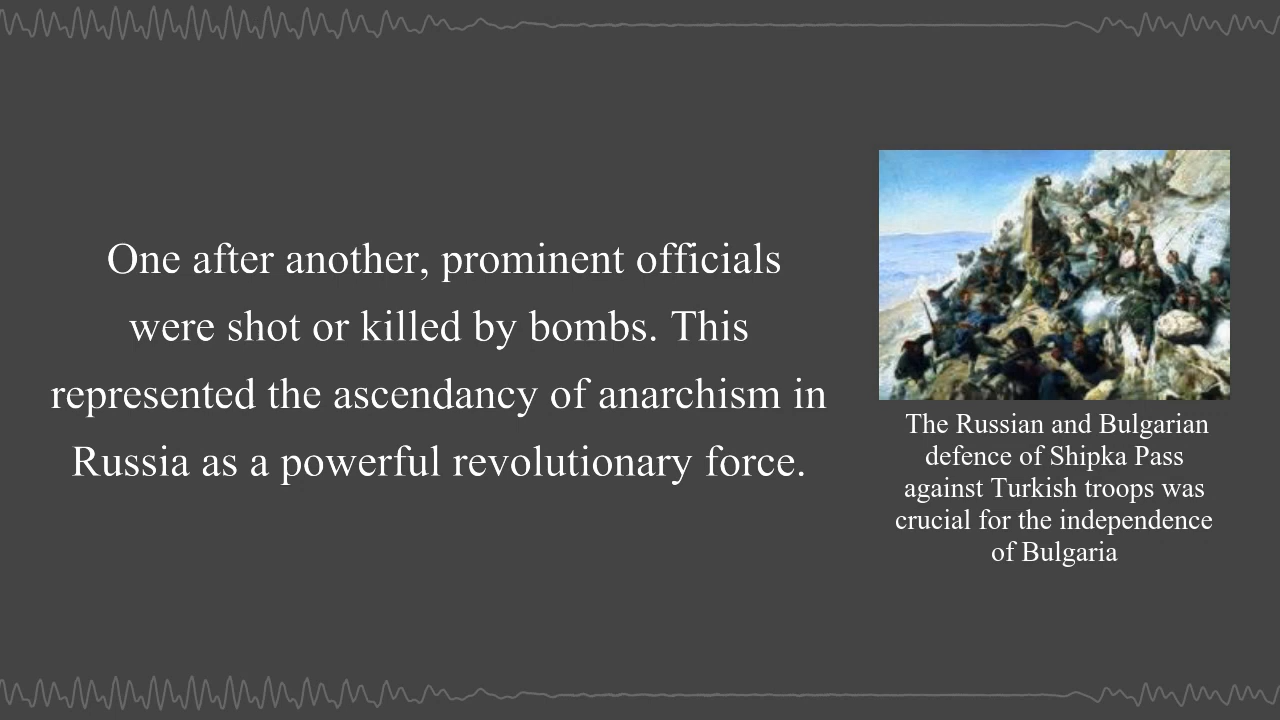 One after another, prominent officials
were shot or killed by bombs. This
represented the ascendancy of anarchism in
Russia as a powerful revolutionary force.
The Russian and Bulgarian
defence of Shipka Pass
against Turkish troops was
crucial for the independence
of Bulgaria